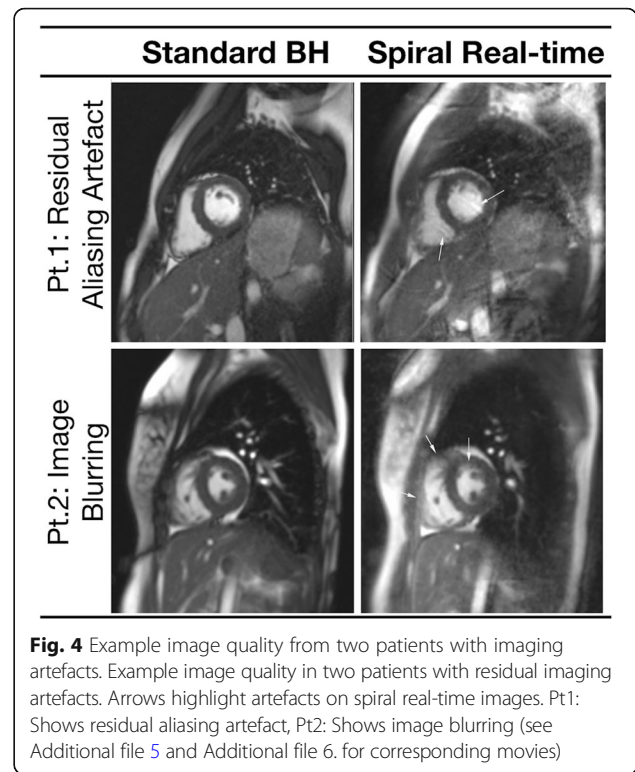 Standard BH Spiral Real-time
Pt.1: Residual
Aliasing Artefact
Pt.2: Image
Blurring
Fig. 4 Example image quality from two patients with imaging
artefacts. Example image quality in two patients with residual imaging
artefacts. Arrows highlight artefacts on spiral real-time images. Pt1:
Shows residual aliasing artefact, Pt2: Shows image blurring (see
Additional file 5 and Additional file 6. for corresponding movies)